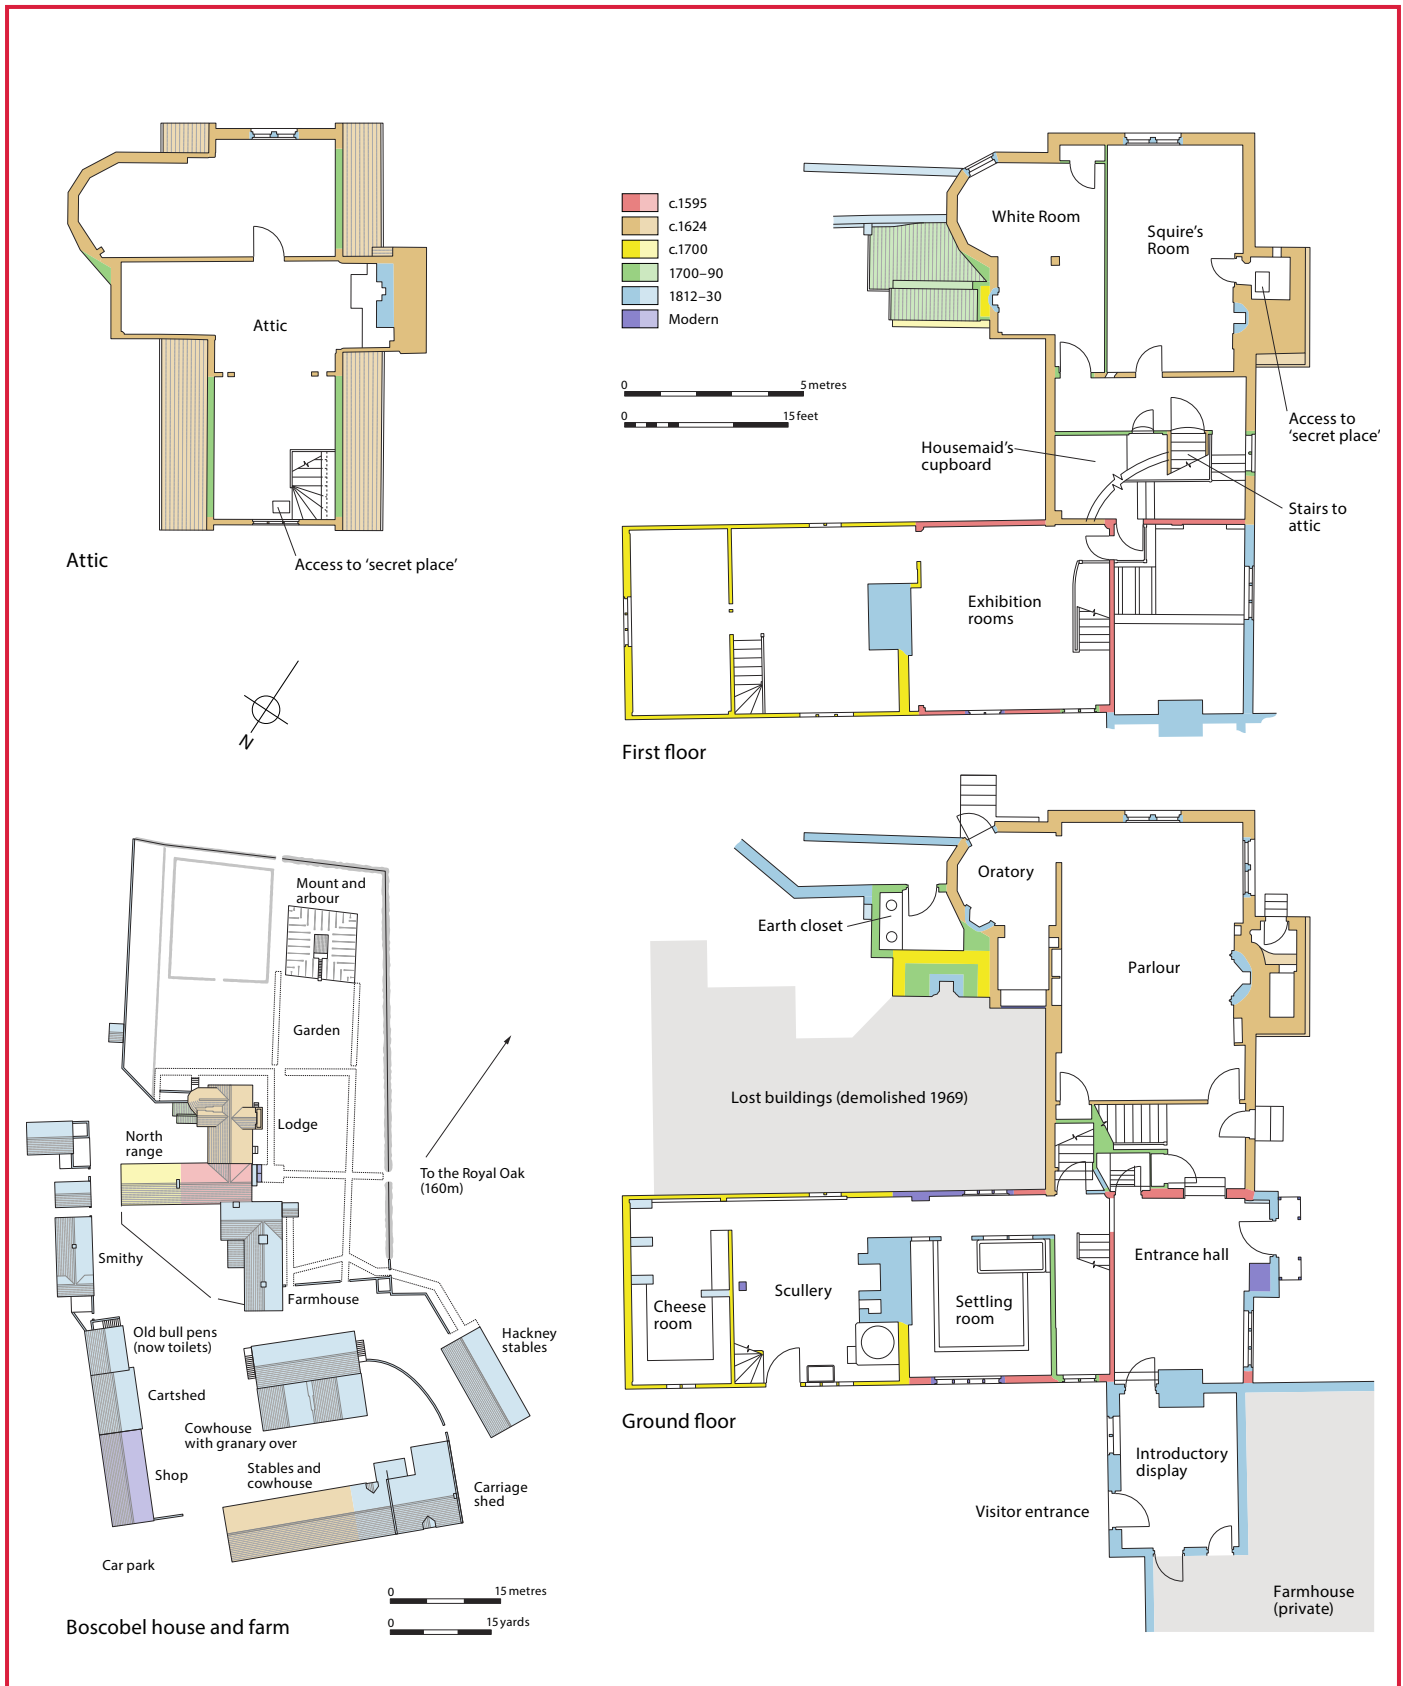 Attic
Access to ‘secret place’
Attic
N
c.1595
c.1624
c.1700
1700–90
1812–30
Modern
0 5 metres
0 15 feet
White Room
Squire’s
Room
Access to
‘secret place’
Housemaid’s
cupboard
Stairs to
attic
Exhibition
rooms
First floor
Oratory
Earth closet
Parlour
Lost buildings (demolished 1969)
Entrance hall
Scullery
Cheese
room
Settling
room
Ground floor
Introductory
display
Visitor entrance
Farmhouse
(private)
Mount and
arbour
Garden
Lodge
North
range
To the Royal Oak
(160m)
Smithy
Farmhouse
Old bull pens
(now toilets)
Hackney
stables
Cartshed
Cowhouse
with granary over
Shop
Stables and
cowhouse
Carriage
shed
Car park
0 15 metres
0 15 yards
Boscobel house and farm